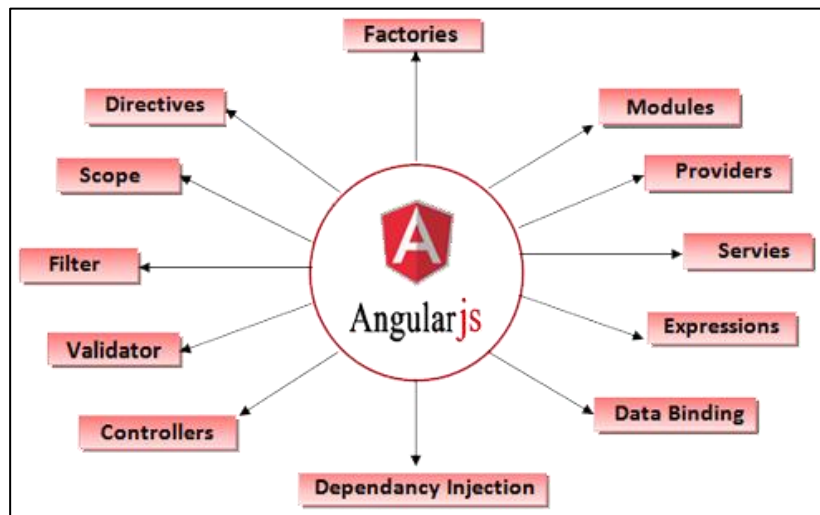 Factories
Directives
Modules
Scope
Providers
Filter
Servies
A
Angularjs
Validator
Expressions
Controllers
Data Binding
Dependancy Injection